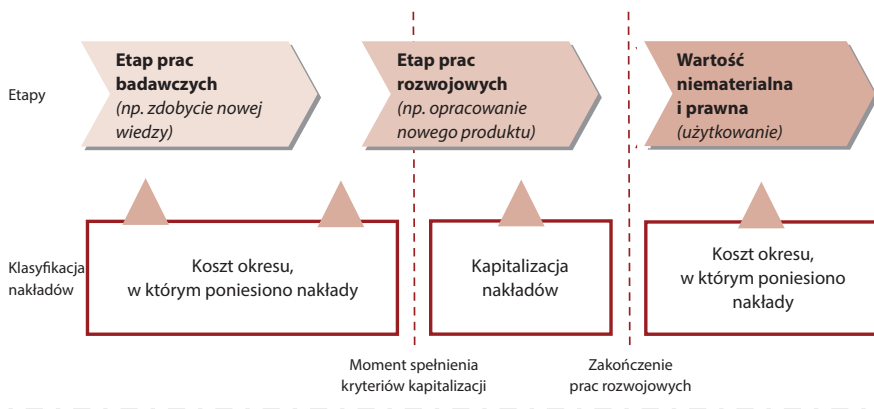 Etapy
Etap prac
badawczych
(np. zdobycie nowej
wiedzy)
Etap prac
rozwojowych
(np. opracowanie
nowego produktu)
Wartość
niematerialna
i prawna
(użytkowanie)
Klasyfikacja
nakładów
Koszt okresu,
w którym poniesiono nakłady
Kapitalizacja
nakładów
Koszt okresu,
w którym poniesiono
nakłady
Moment spełnienia
kryteriów kapitalizacji
Zakończenie
prac rozwojowych